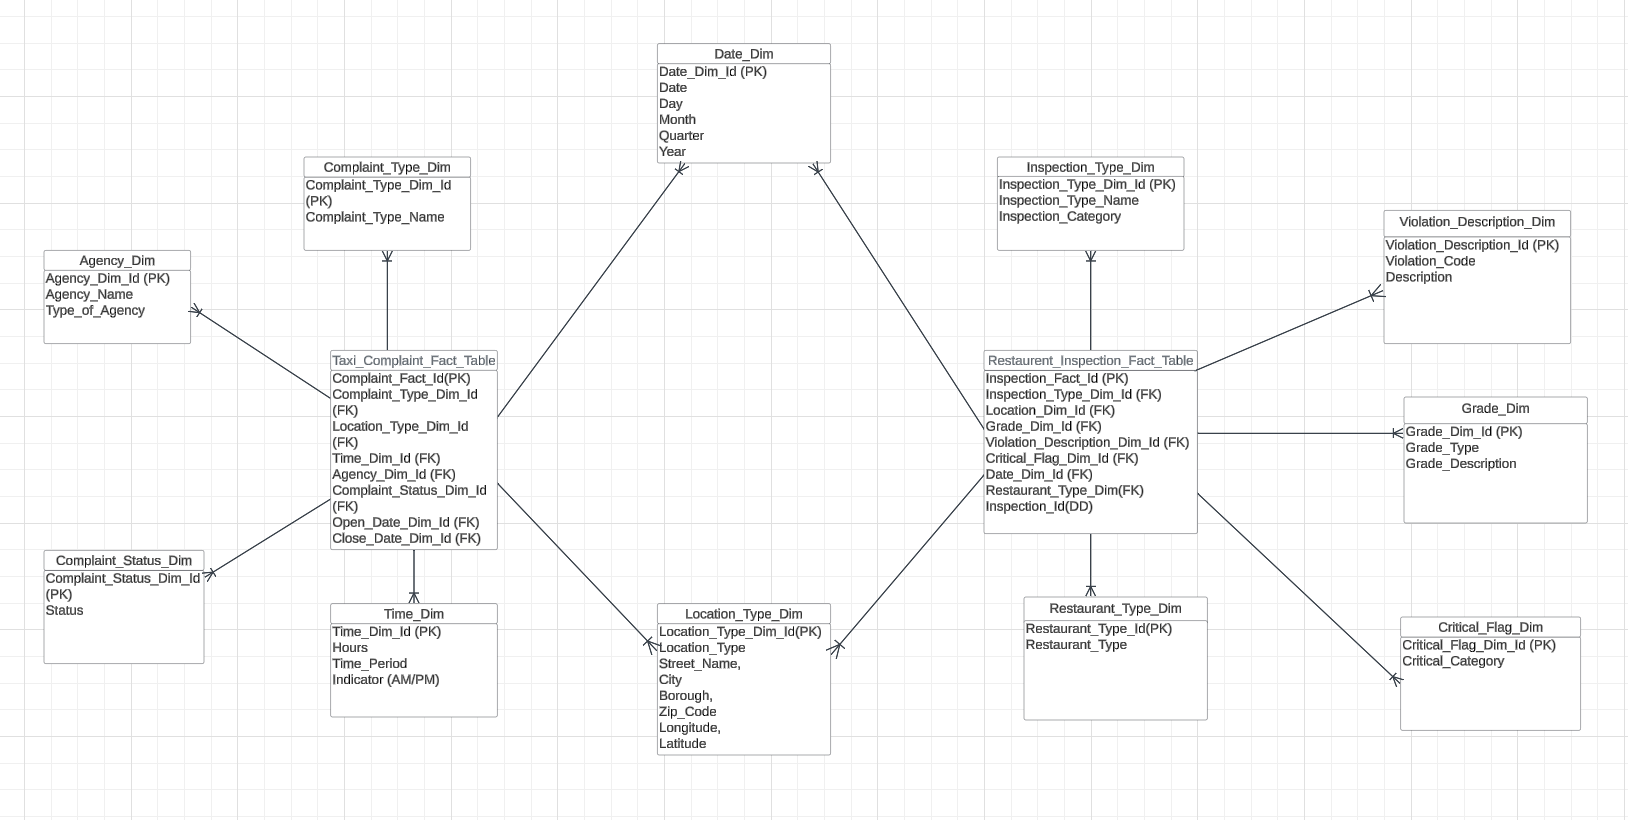 Date_Dim
Date_Dim_Id (PK)
Date
Day
Month
Quarter
Year
Complaint_Type_Dim
Complaint_Type_Dim_Id
(PK)
Complaint_Type_Name
Inspection_Type_Dim
Inspection_Type_Dim_Id (PK)
Inspection_Type_Name
Inspection_Category
Violation_Description_Dim
Violation_Description_Id (PK)
Violation_Code
Description
Agency_Dim
Agency_Dim_Id (PK)
Agency_Name
Type_of_Agency
Taxi_Complaint_Fact_Table
Complaint_Fact_Id(PK)
Complaint_Type_Dim_Id
(FK)
Location_Type_Dim_Id
(FK)
Time_Dim_Id (FK)
Agency_Dim_Id (FK)
Complaint_Status_Dim_Id
(FK)
Open_Date_Dim_Id (FK)
Close_Date_Dim_Id (FK)
Restaurent_Inspection_Fact_Table
Inspection_Fact_Id (PK)
Inspection_Type_Dim_Id (FK)
Location_Dim_Id (FK)
Grade_Dim_Id (FK)
Violation_Description_Dim_Id (FK)
Critical_Flag_Dim_Id (FK)
Date_Dim_Id (FK)
Restaurant_Type_Dim(FK)
Inspection_Id(DD)
Grade_Dim
Grade_Dim_Id (PK)
Grade_Type
Grade_Description
Complaint_Status_Dim
Complaint_Status_Dim_Id
(PK)
Status
Time_Dim
Time_Dim_Id (PK)
Hours
Time_Period
Indicator (AM/PM)
Location_Type_Dim
Location_Type_Dim_Id(PK)
Location_Type
Street_Name,
City
Borough,
Zip_Code
Longitude,
Latitude
Restaurant_Type_Dim
Restaurant_Type_Id(PK)
Restaurant_Type
Critical_Flag_Dim
Critical_Flag_Dim_Id (PK)
Critical_Category